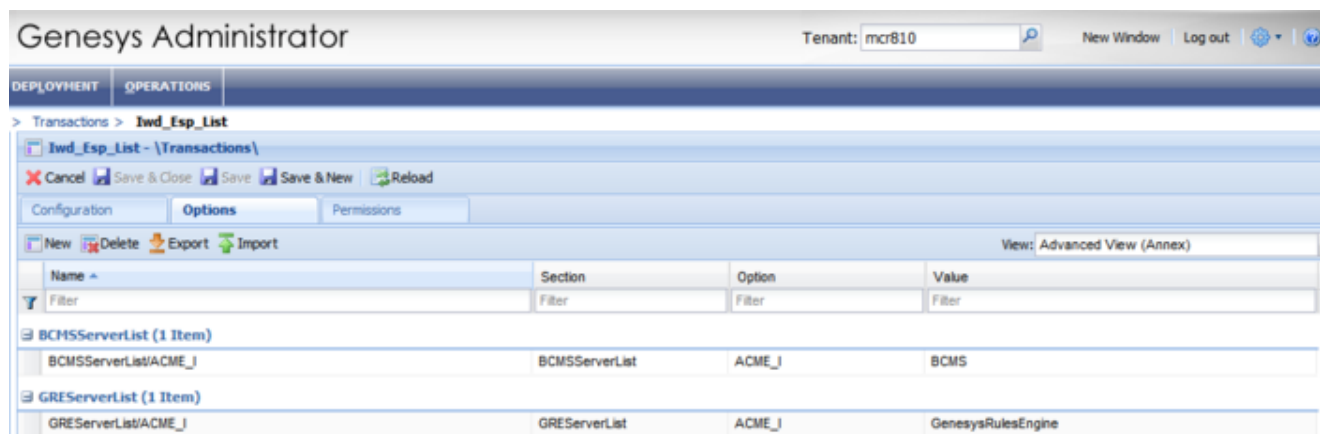 Genesys Administrator
Tenant: mcr810 New Window Log out
DEPLOYMENT OPERATIONS
> Transactions > Iwd_Esp_List
Iwd_Esp_List - \Transactions\
Cancel Save & Close Save Save & New Reload
Configuration Options Permissions
New Delete Export Import View: Advanced View (Annex)
Name Section Option Value
Filter Filter Filter Filter
BCMSServerList (1 Item)
BCMSServerList/ACME_I BCMSServerList ACME_I BCMS
GREServerList (1 Item)
GREServerList/ACME_I GREServerList ACME_I GenesysRulesEngine